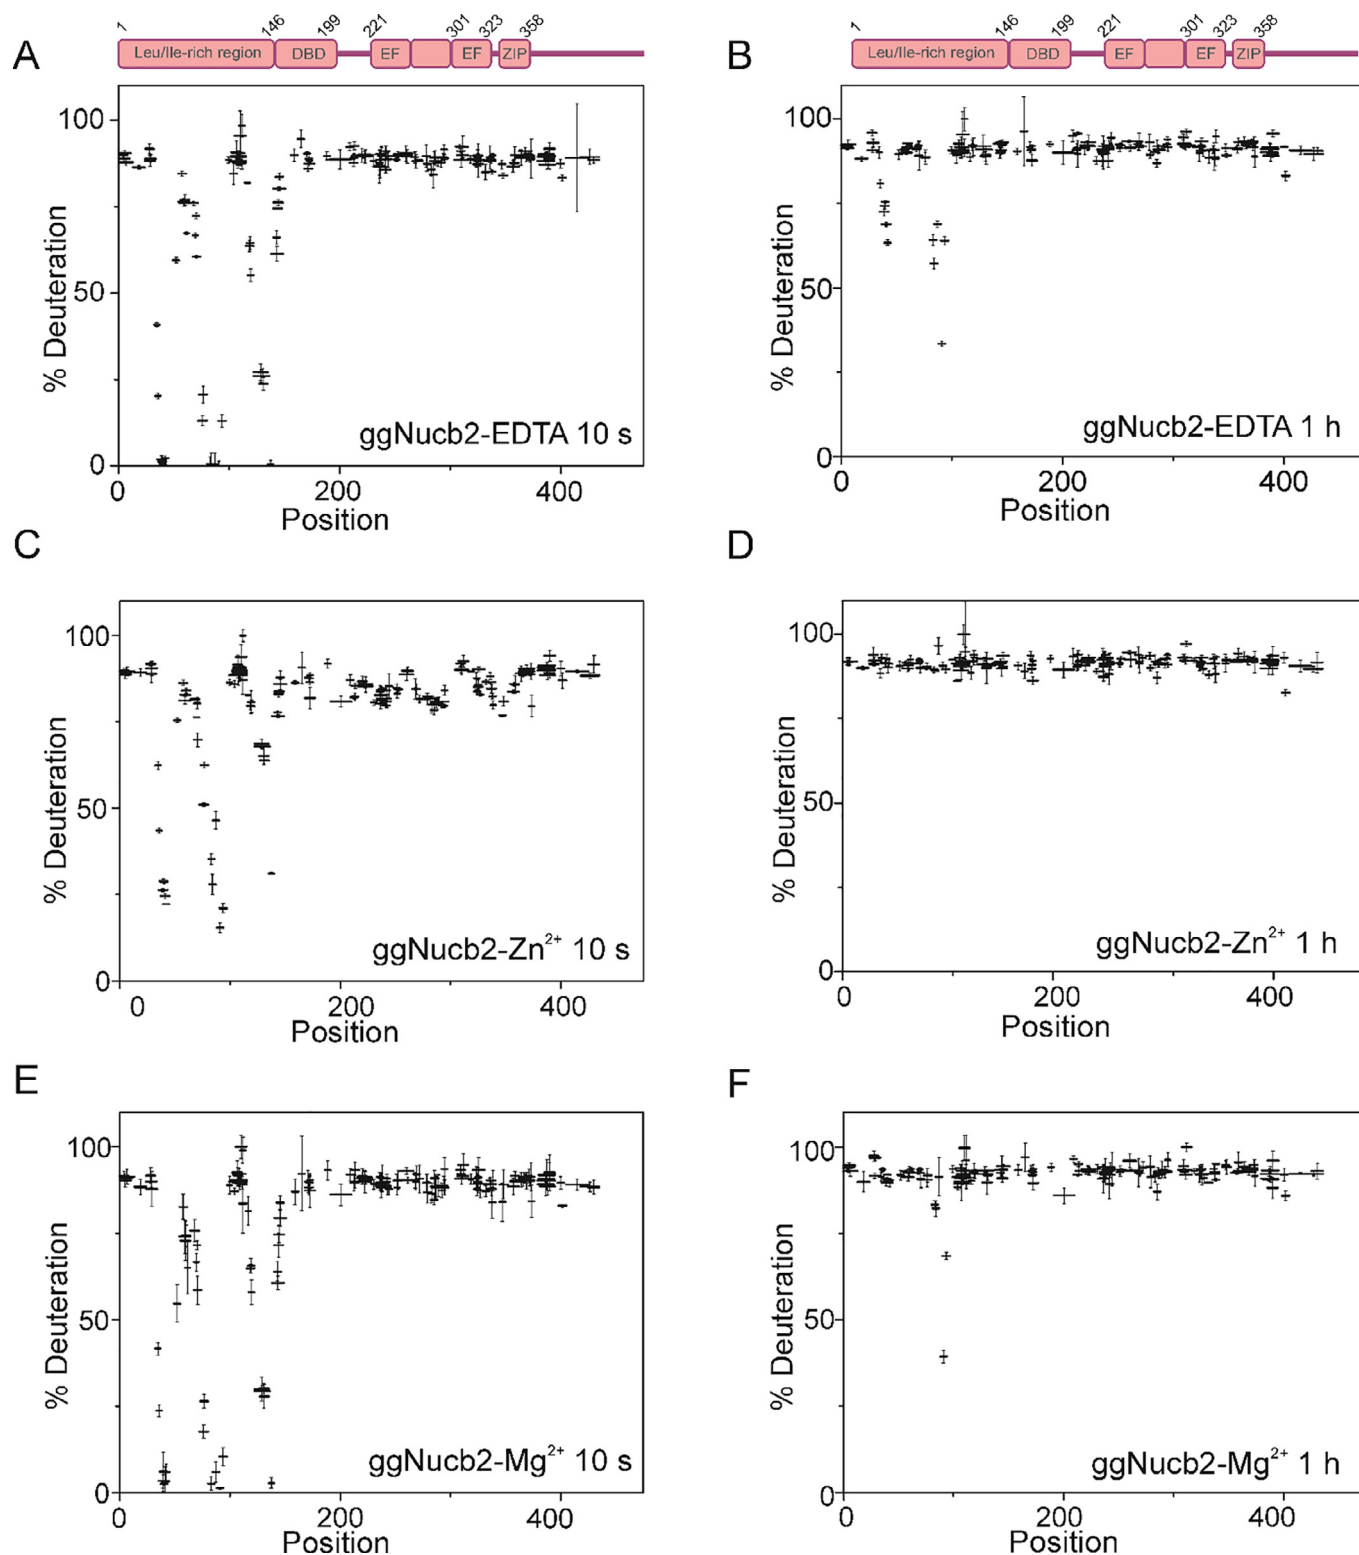 A
1 146 199 221 301 323 358
Leu/Ile-rich region DBD EF EF ZIP
100
50
0
% Deuteration
ggNucb2-EDTA 10 s
0 200 400
Position
B
1 146 199 221 301 323 358
Leu/Ile-rich region DBD EF EF ZIP
100
50
0
% Deuteration
ggNucb2-EDTA 1 h
0 200 400
Position
C
100
50
0
% Deuteration
ggNucb2-Zn²⁺ 10 s
0 200 400
Position
D
100
50
0
% Deuteration
ggNucb2-Zn²⁺ 1 h
0 200 400
Position
E
100
50
0
% Deuteration
ggNucb2-Mg²⁺ 10 s
0 200 400
Position
F
100
50
0
% Deuteration
ggNucb2-Mg²⁺ 1 h
0 200 400
Position